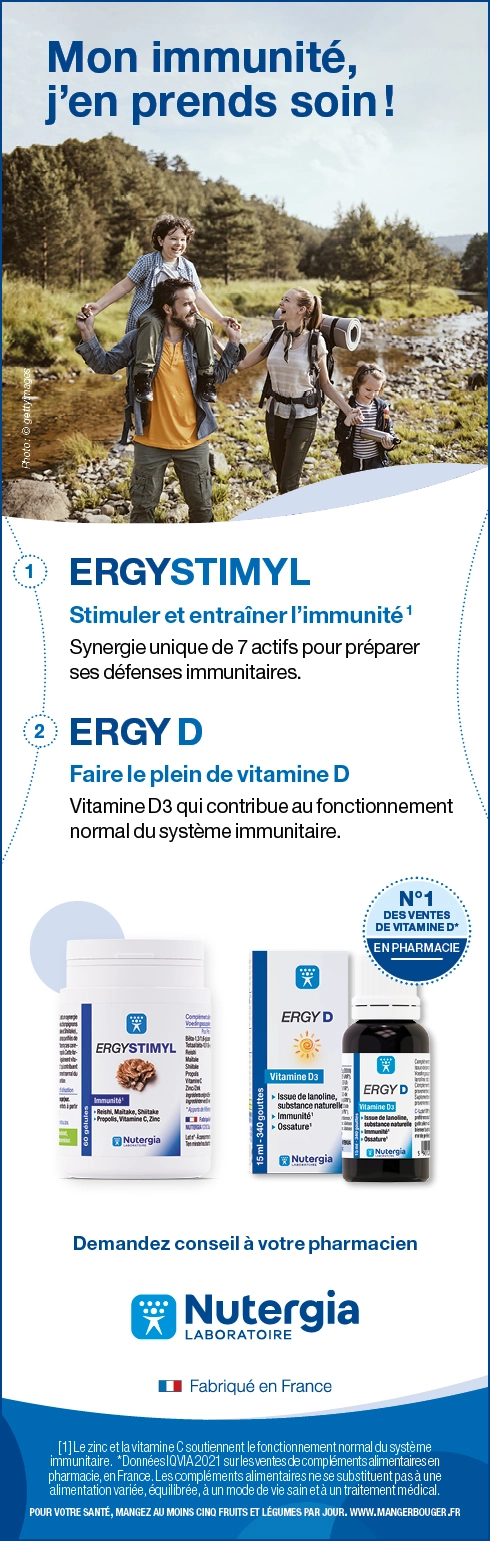 Mon immunité,
j’en prends soin !
Photo : © gettyimages
1
ERGYSTIMYL
Stimuler et entraîner l’immunité ¹
Synergie unique de 7 actifs pour préparer
ses défenses immunitaires.
2
ERGY D
Faire le plein de vitamine D
Vitamine D3 qui contribue au fonctionnement
normal du système immunitaire.
N°1
DES VENTES
DE VITAMINE D*
EN PHARMACIE
ERGYSTIMYL
Immunité¹
• Reishi, Maitake, Shiitake
• Propolis, Vitamine C, Zinc
60 gélules
Nutergia
LABORATOIRE
Reishi
Maitake
Shiitake
Propolis
Vitamine C
ERGY D
Vitamine D3
Issue de lanoline,
substance naturelle
Immunité¹
Ossature¹
15 ml - 340 gouttes
Nutergia
LABORATOIRE
ERGY D
Vitamine D3
Issue de lanoline,
substance naturelle
Immunité¹
Ossature¹
Nutergia
Demandez conseil à votre pharmacien
Nutergia
LABORATOIRE
Fabriqué en France
[1] Le zinc et la vitamine C soutiennent le fonctionnement normal du système
immunitaire. *Données IQVIA 2021 sur les ventes de compléments alimentaires en
pharmacie, en France. Les compléments alimentaires ne se substituent pas à une
alimentation variée, équilibrée, à un mode de vie sain et à un traitement médical.
POUR VOTRE SANTÉ, MANGEZ AU MOINS CINQ FRUITS ET LÉGUMES PAR JOUR. WWW.MANGERBOUGER.FR